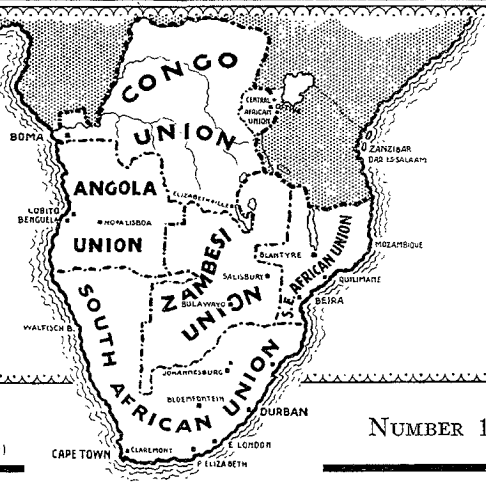 CONGO
UNION
CENTRAL
AFRICAN
UNION
BOMA
ZANZIBAR
DAR ES SALAAM
ANGOLA
UNION
ELIZABETHVILLE
LOBITO
BENGUELA
NOVA LISBOA
ZAMBESI
UNION
BLANTYRE
S.E. AFRICAN UNION
MOZAMBIQUE
SALISBURY
QUILIMANE
BULAWAYO
BEIRA
WALFISCH B.
SOUTH AFRICAN UNION
JOHANNESBURG
BLOEMFONTEIN
DURBAN
NUMBER 1
CAPE TOWN
CLAREMONT
E. LONDON
P. ELIZABETH
)